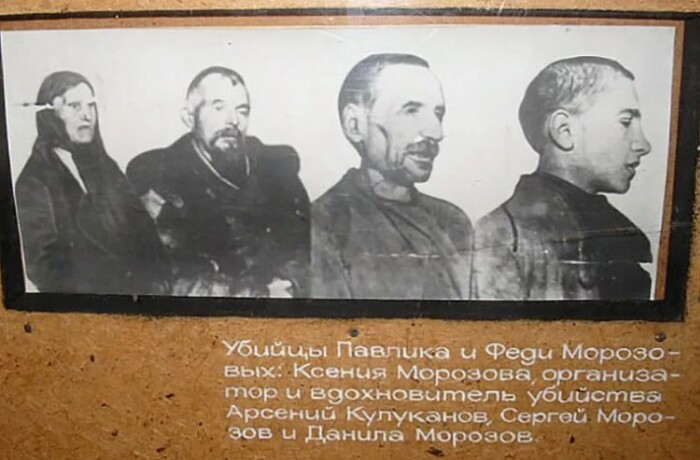 Убийцы Павлика и Феди Морозо-
вых: Ксения Морозова, организа-
тор и вдохновитель убийства
Арсений Кулуканов, Сергей Моро-
зов и Данила Морозов.